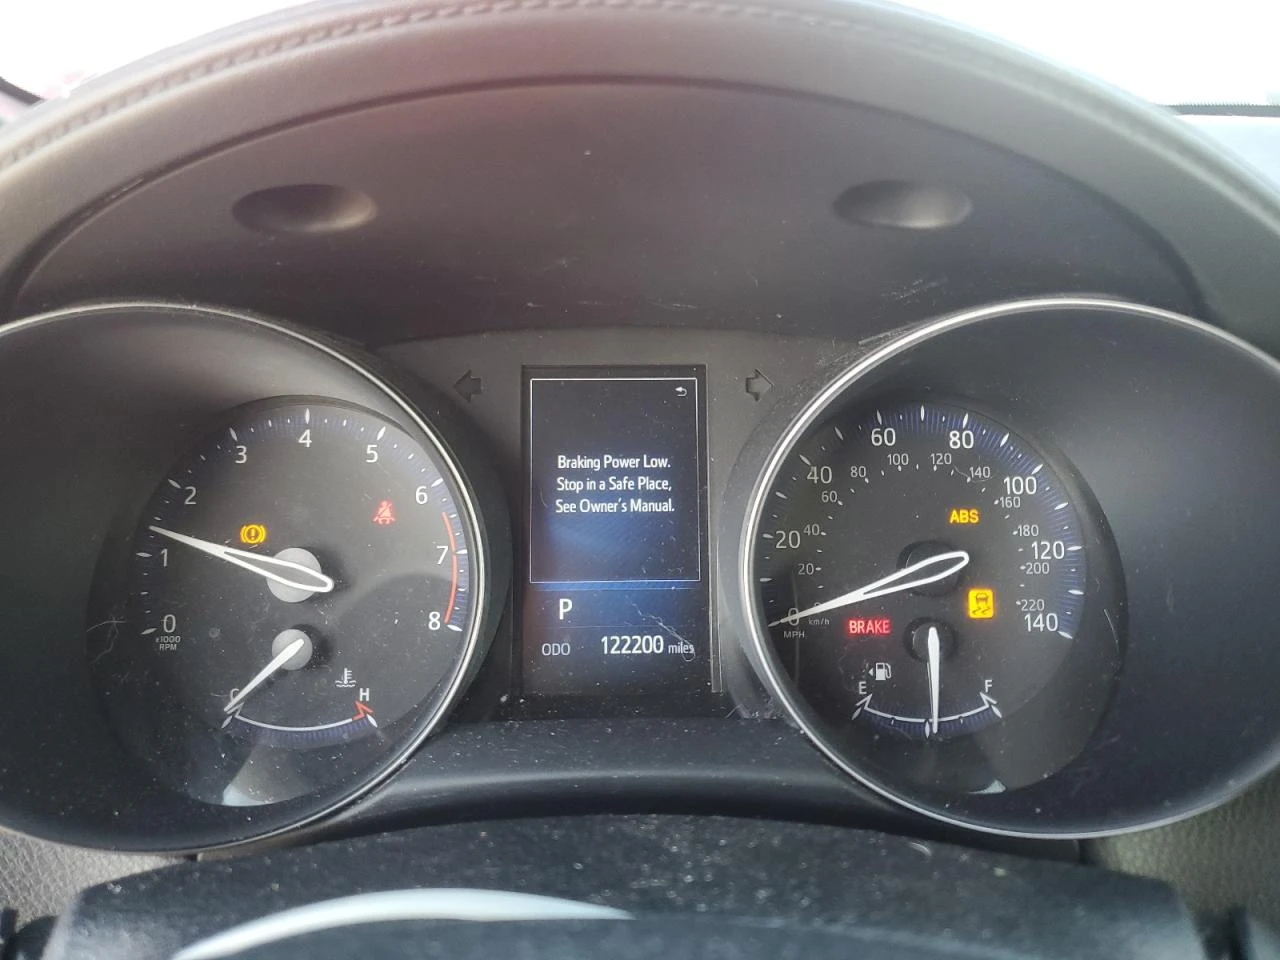 0
1
2
3
4
5
6
7
8
x1000
RPM
C
H
Braking Power Low.
Stop in a Safe Place,
See Owner's Manual.
P
ODO 122200 miles
0
20
40
60
80
100
120
140
MPH
20
40
60
80
100
120
140
160
180
200
220
km/h
ABS
BRAKE
E
F